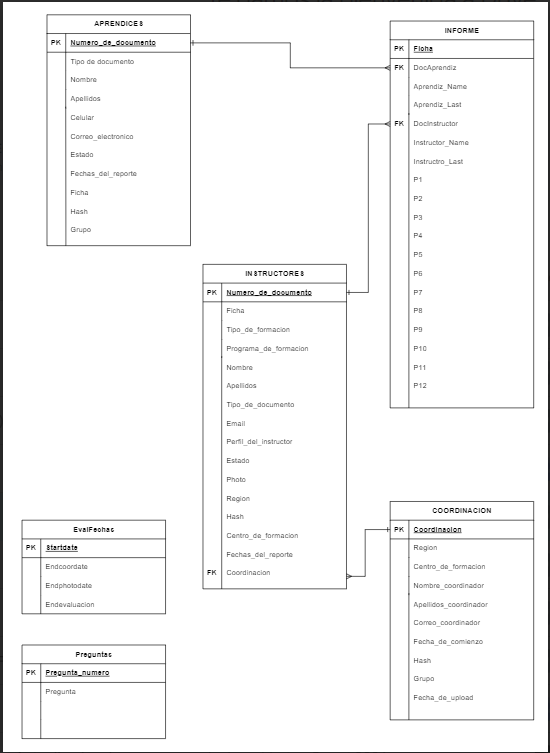 APRENDICES
PK Numero_de_documento
Tipo de documento
Nombre
Apellidos
Celular
Correo_electronico
Estado
Fechas_del_reporte
Ficha
Hash
Grupo
INFORME
PK Ficha
FK DocAprendiz
Aprendiz_Name
Aprendiz_Last
FK DocInstructor
Instructor_Name
Instructro_Last
P1
P2
P3
P4
P5
P6
P7
P8
P9
P10
P11
P12
INSTRUCTORES
PK Numero_de_documento
Ficha
Tipo_de_formacion
Programa_de_formacion
Nombre
Apellidos
Tipo_de_documento
Email
Perfil_del_instructor
Estado
Photo
Region
Hash
Centro_de_formacion
Fechas_del_reporte
FK Coordinacion
EvalFechas
PK Startdate
Endcoordate
Endphotodate
Endevaluacion
Preguntas
PK Pregunta_numero
Pregunta
COORDINACION
PK Coordinacion
Region
Centro_de_formacion
Nombre_coordinador
Apellidos_coordinador
Correo_coordinador
Fecha_de_comienzo
Hash
Grupo
Fecha_de_upload